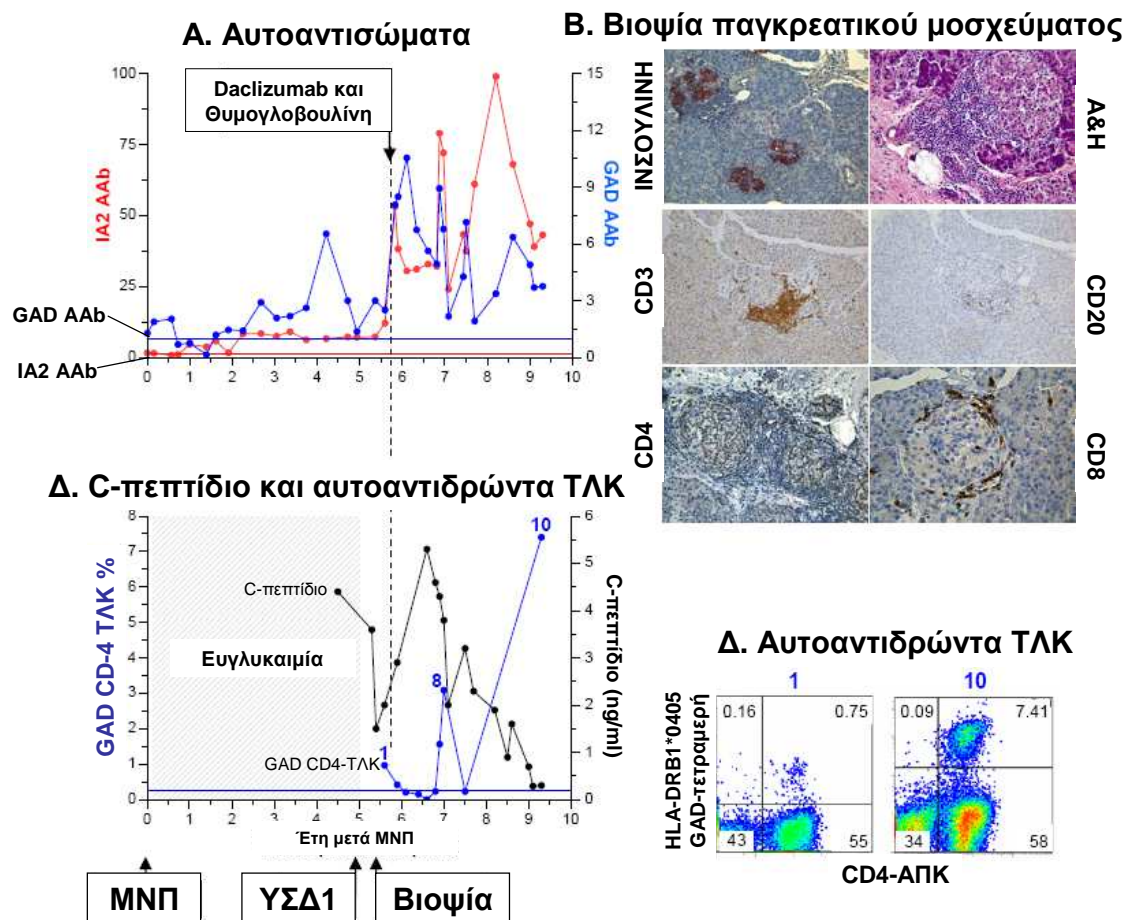 Α. Αυτοαντισώματα
Β. Βιοψία παγκρεατικού μοσχεύματος
Daclizumab και
Θυμογλοβουλίνη
100
75
50
25
0
15
12
9
6
3
0
IA2 AAb
GAD AAb
GAD AAb
IA2 AAb
0 1 2 3 4 5 6 7 8 9 10
ΙΝΣΟΥΛΙΝΗ
Α&Η
CD3
CD20
CD4
CD8
Δ. C-πεπτίδιο και αυτοαντιδρώντα ΤΛΚ
8
7
6
5
4
3
2
1
0
6
5
4
3
2
1
0
GAD CD-4 ΤΛΚ %
C-πεπτίδιο (ng/ml)
C-πεπτίδιο
Ευγλυκαιμία
GAD CD4-ΤΛΚ
1
8
10
0 1 2 3 4 5 6 7 8 9 10
Έτη μετά ΜΝΠ
ΜΝΠ
ΥΣΔ1
Βιοψία
Δ. Αυτοαντιδρώντα ΤΛΚ
1
10
0.16
0.75
43
55
0.09
7.41
34
58
HLA-DRB1*0405
GAD-τετραμερή
CD4-ΑΠΚ